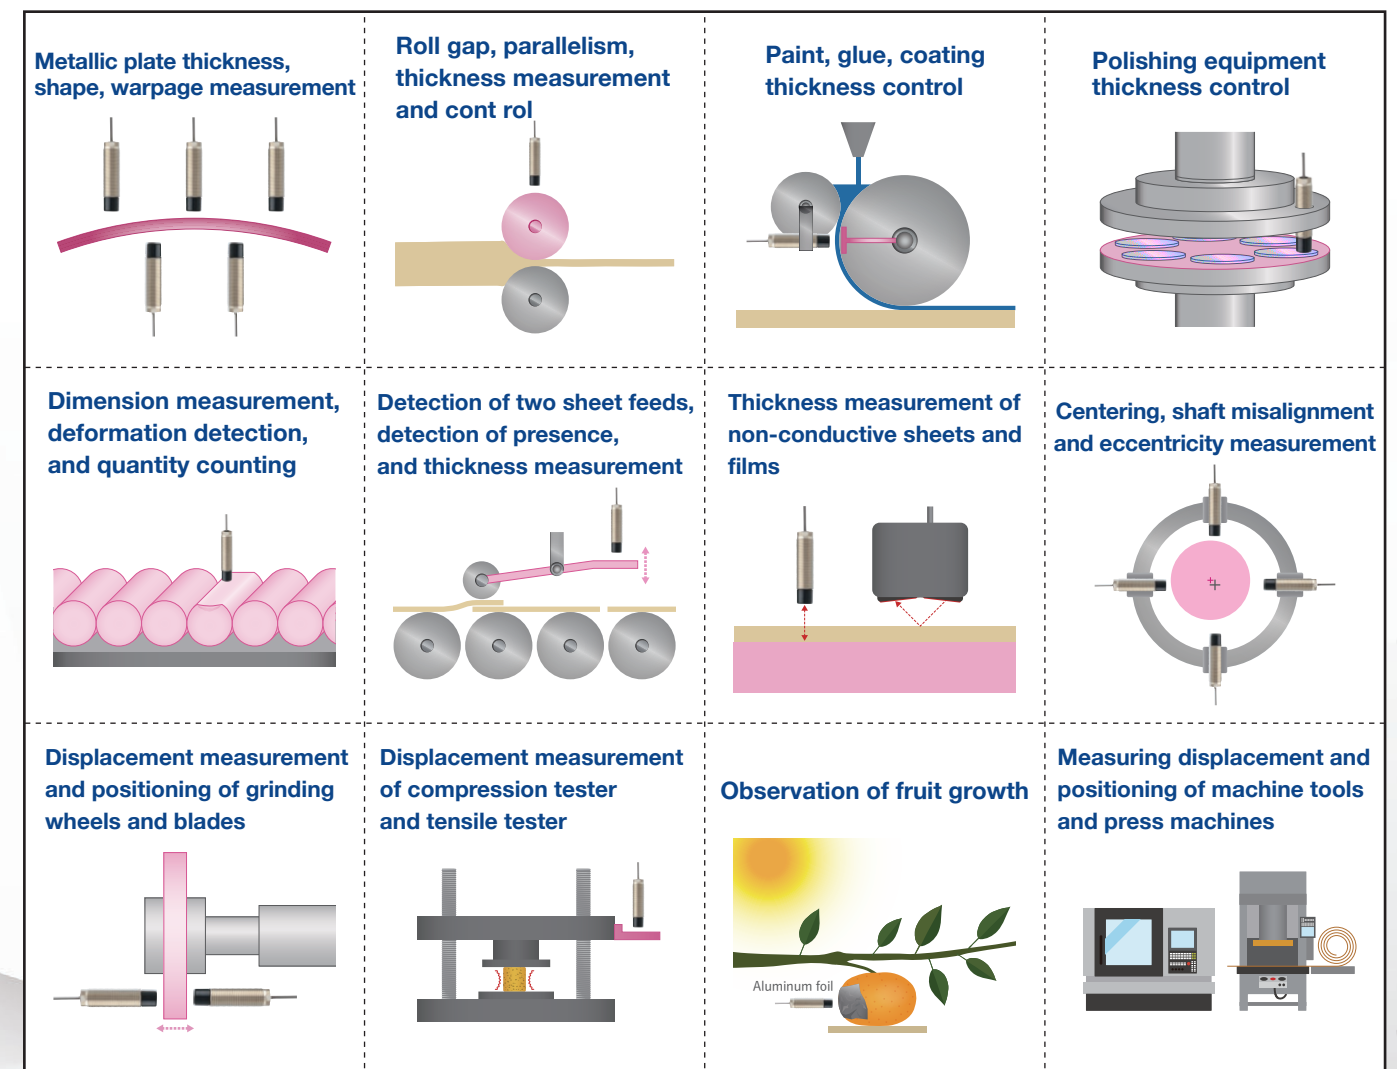 Metallic plate thickness,
shape, warpage measurement
Roll gap, parallelism,
thickness measurement
and cont rol
Paint, glue, coating
thickness control
Polishing equipment
thickness control
Dimension measurement,
deformation detection,
and quantity counting
Detection of two sheet feeds,
detection of presence,
and thickness measurement
Thickness measurement of
non-conductive sheets and
films
Centering, shaft misalignment
and eccentricity measurement
Displacement measurement
and positioning of grinding
wheels and blades
Displacement measurement
of compression tester
and tensile tester
Observation of fruit growth
Aluminum foil
Measuring displacement and
positioning of machine tools
and press machines